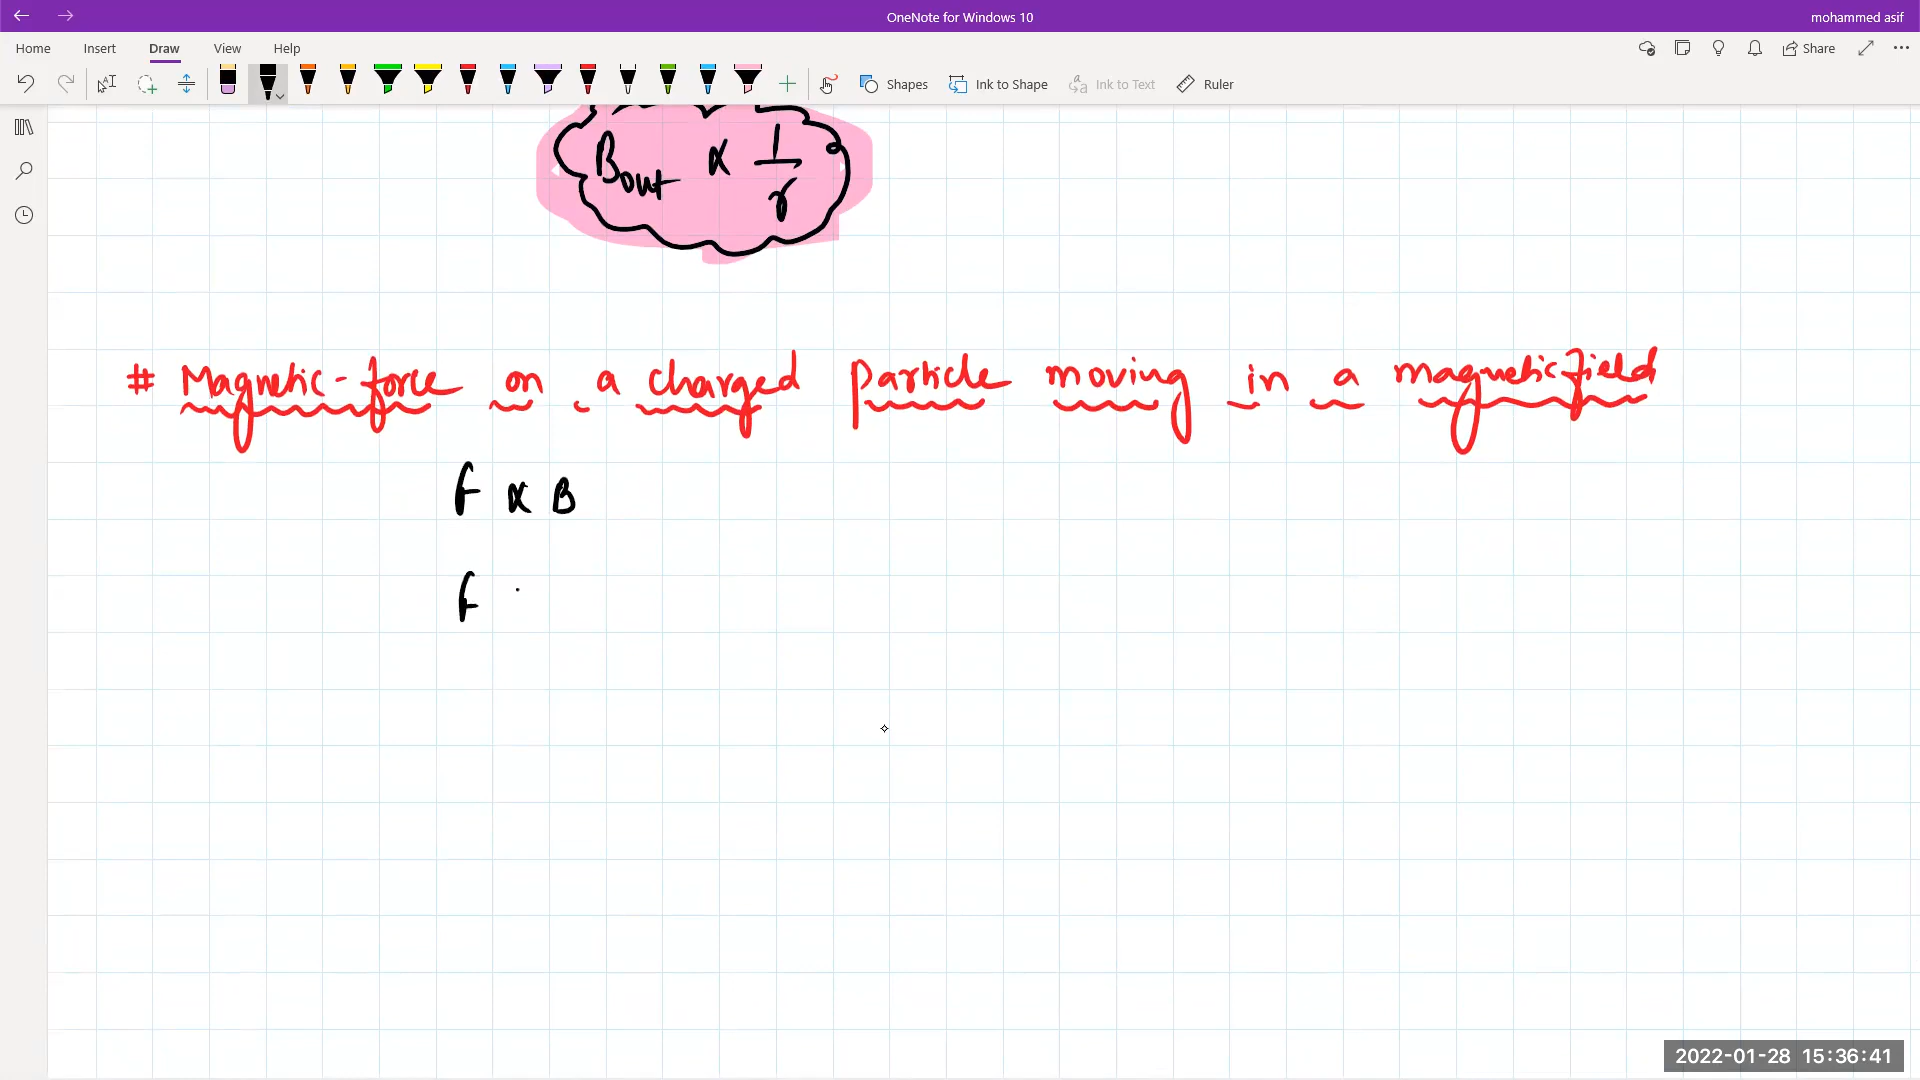 OneNote for Windows 10
mohammed asif
Home Insert Draw View Help
Share
Shapes Ink to Shape Ink to Text Ruler
Bout ∝ 1/r
# Magnetic-force on a charged particle moving in a magnetic field
F ∝ B
F
2022-01-28 15:36:41